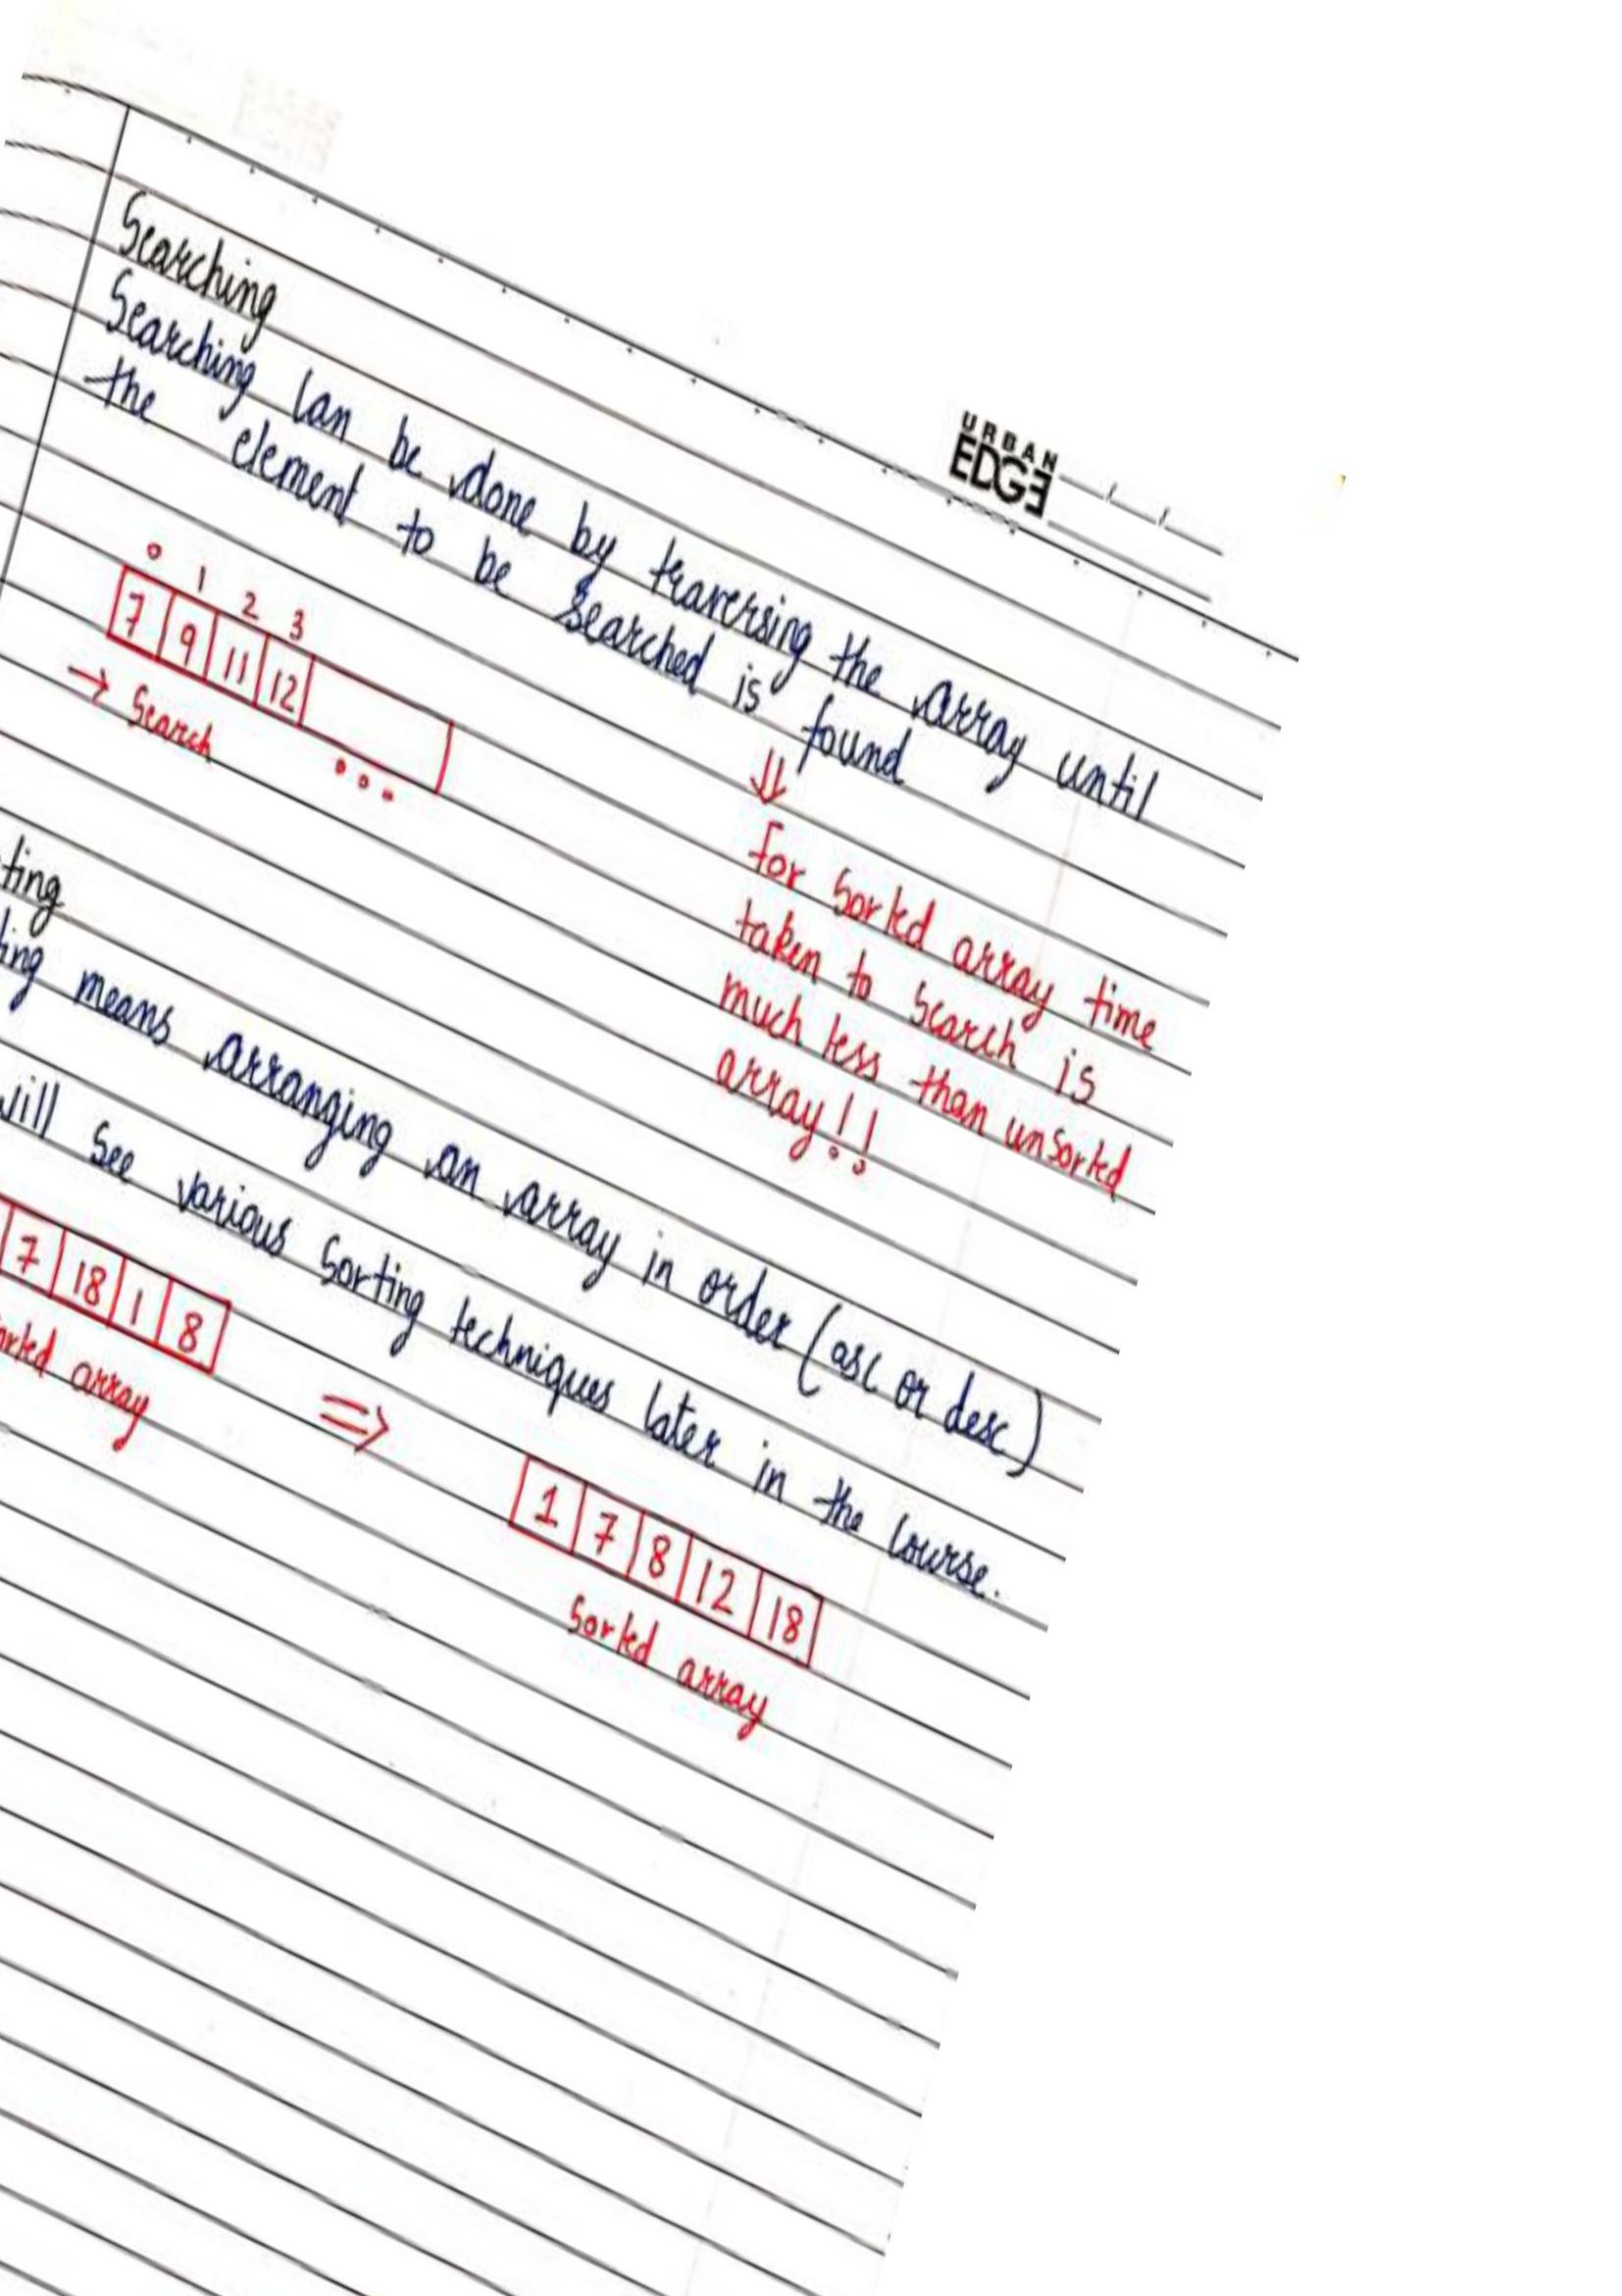 URBAN
EDGE
Searching
Searching can be done by traversing the array until
the element to be searched is found
0 1 2 3
7 9 11 12
→ Search ...
⇓
for sorted array time
taken to search is
much less than unsorted
array!!
ting
ting means arranging an array in order (asc or desc)
will see various sorting techniques later in the course.
7 18 1 8
orted array
⇒
1 7 8 12 18
Sorted array